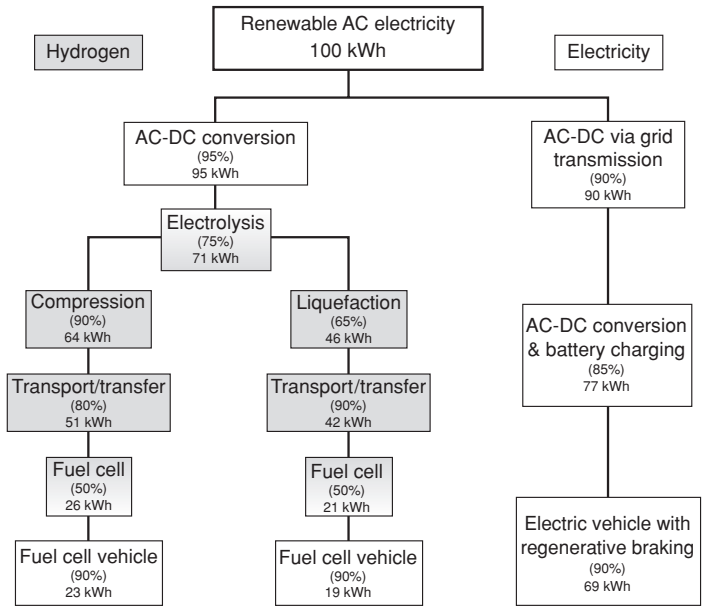 Renewable AC electricity
100 kWh
Hydrogen
Electricity
AC-DC conversion
(95%)
95 kWh
AC-DC via grid
transmission
(90%)
90 kWh
Electrolysis
(75%)
71 kWh
Compression
(90%)
64 kWh
Liquefaction
(65%)
46 kWh
AC-DC conversion
& battery charging
(85%)
77 kWh
Transport/transfer
(80%)
51 kWh
Transport/transfer
(90%)
42 kWh
Fuel cell
(50%)
26 kWh
Fuel cell
(50%)
21 kWh
Electric vehicle with
regenerative braking
(90%)
69 kWh
Fuel cell vehicle
(90%)
23 kWh
Fuel cell vehicle
(90%)
19 kWh